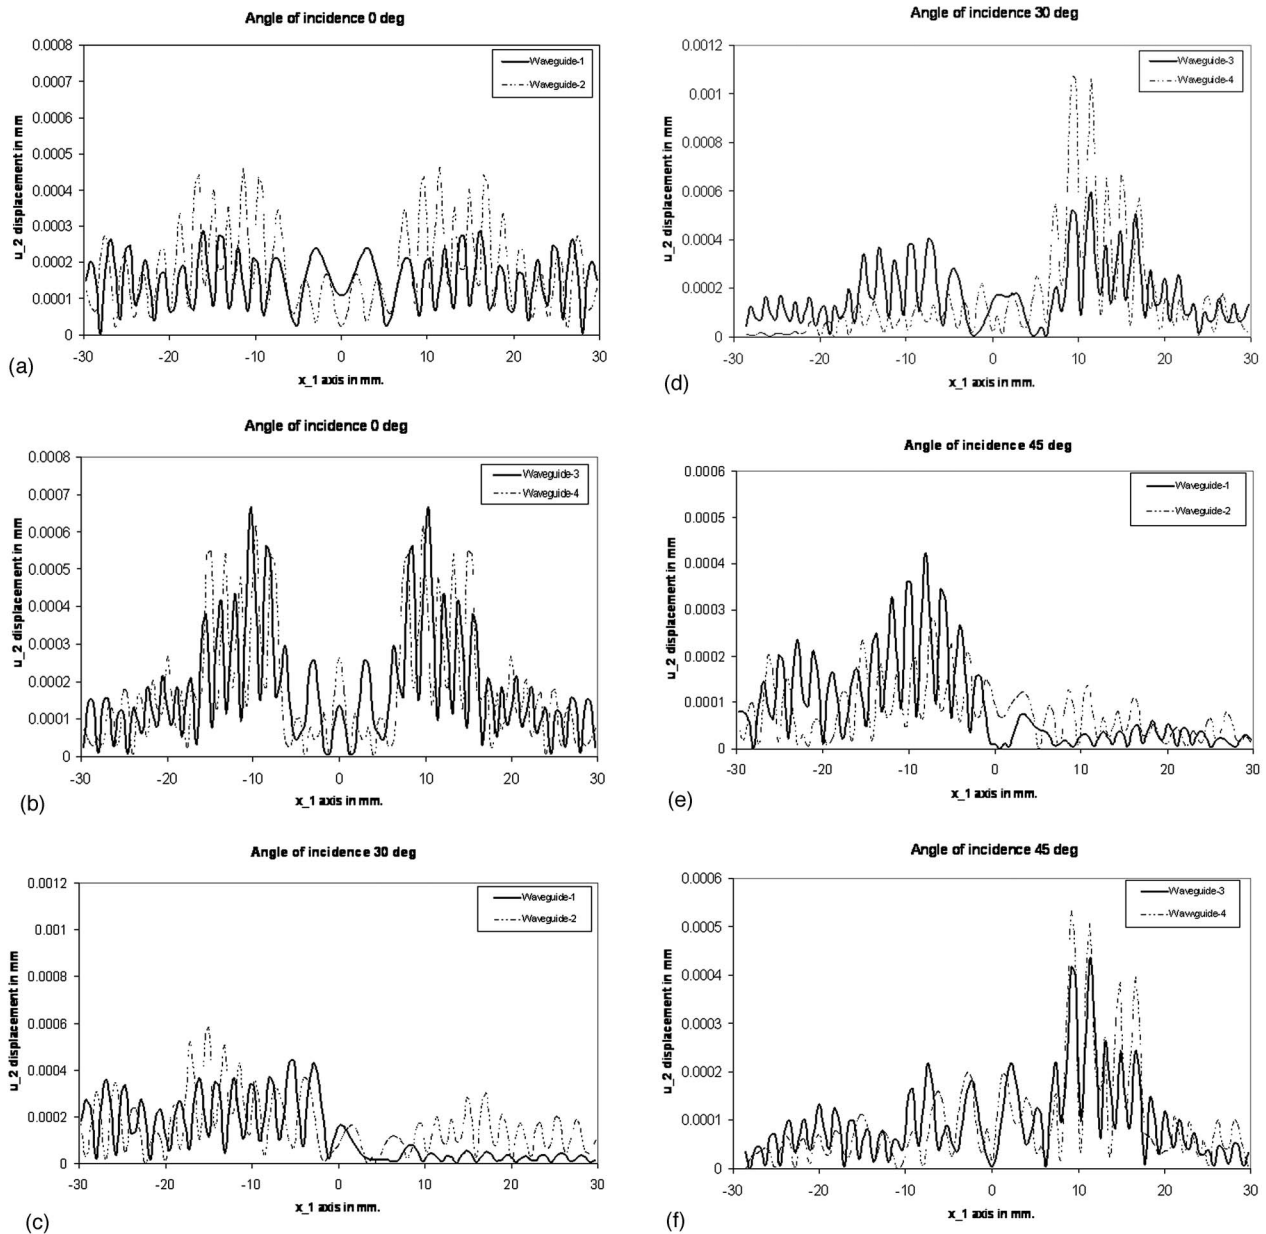 Angle of incidence 0 deg
0.0008
0.0007
0.0006
0.0005
0.0004
0.0003
0.0002
0.0001
0
u_2 displacement in mm
Waveguide-1
Waveguide-2
-30 -20 -10 0 10 20 30
x_1 axis in mm.
(a)
Angle of incidence 0 deg
0.0008
0.0007
0.0006
0.0005
0.0004
0.0003
0.0002
0.0001
0
u_2 displacement in mm
Waveguide-3
Waveguide-4
-30 -20 -10 0 10 20 30
x_1 axis in mm.
(b)
Angle of incidence 30 deg
0.0012
0.001
0.0008
0.0006
0.0004
0.0002
0
u_2 displacement in mm
Waveguide-1
Waveguide-2
-30 -20 -10 0 10 20 30
x_1 axis in mm.
(c)
Angle of incidence 30 deg
0.0012
0.001
0.0008
0.0006
0.0004
0.0002
0
u_2 displacement in mm
Waveguide-3
Waveguide-4
-30 -20 -10 0 10 20 30
x_1 axis in mm.
(d)
Angle of incidence 45 deg
0.0006
0.0005
0.0004
0.0003
0.0002
0.0001
0
u_2 displacement in mm
Waveguide-1
Waveguide-2
-30 -20 -10 0 10 20 30
x_1 axis in mm.
(e)
Angle of incidence 45 deg
0.0006
0.0005
0.0004
0.0003
0.0002
0.0001
0
u_2 displacement in mm
Waveguide-3
Waveguide-4
-30 -20 -10 0 10 20 30
x_1 axis in mm.
(f)